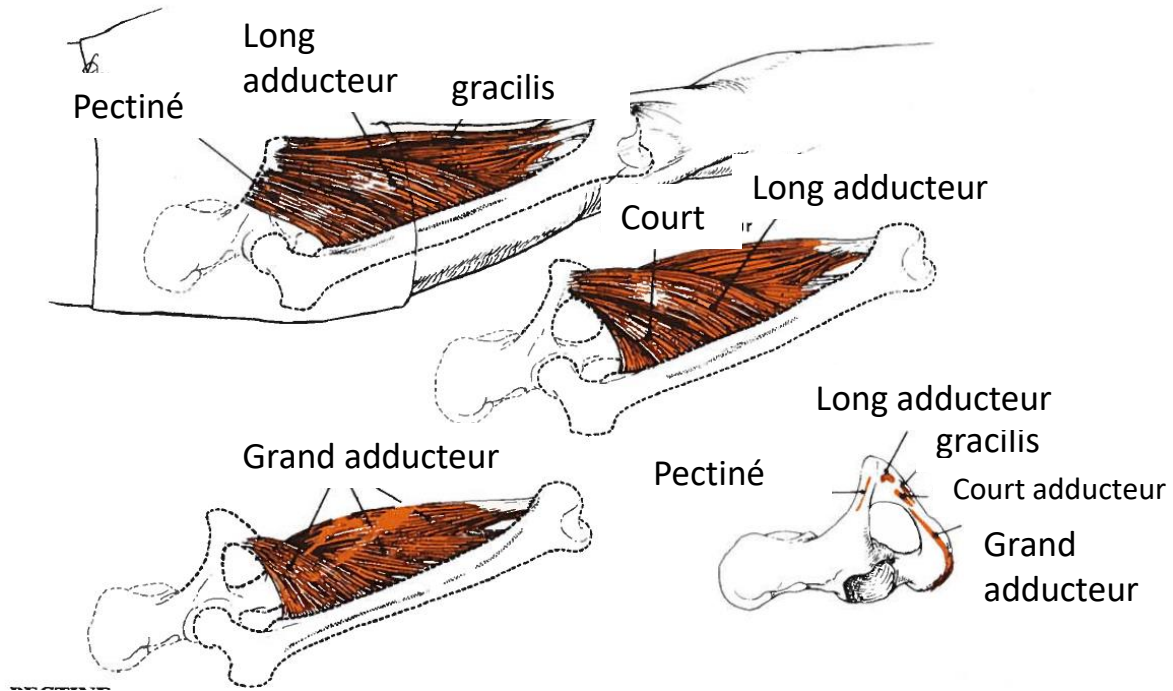 Long
adducteur
gracilis
Pectiné
Long adducteur
Court
Grand adducteur
Long adducteur
gracilis
Pectiné
Court adducteur
Grand
adducteur